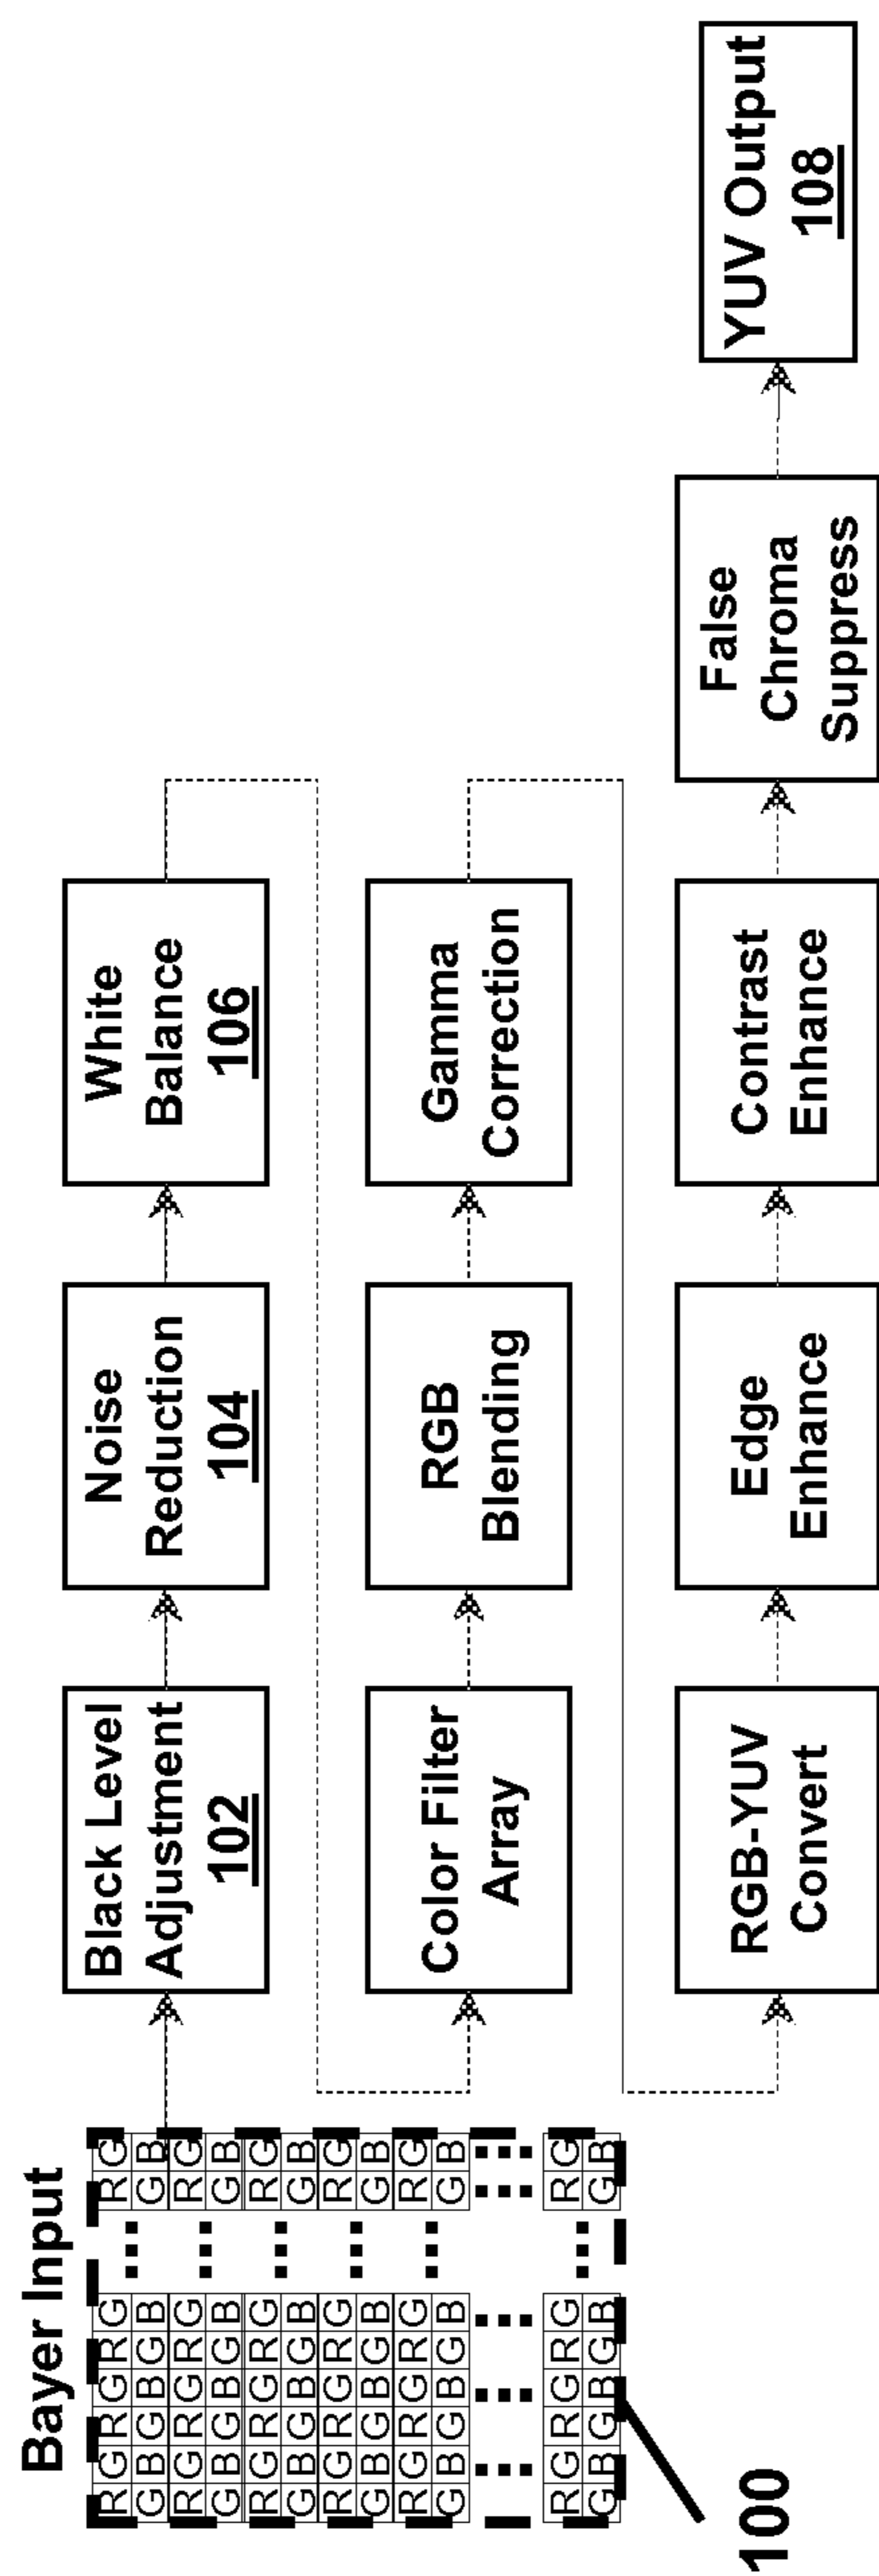 Bayer Input
R G R G R G ... R G
G B G B G B G B
R G R G R G ... R G
G B G B G B G B
R G R G R G ... R G
G B G B G B G B
R G R G R G ... R G
G B G B G B G B
R G R G R G ... R G
G B G B G B G B
R G R G R G ... R G
G B G B G B G B
100
Black Level
Adjustment
102
Noise
Reduction
104
White
Balance
106
Color Filter
Array
RGB
Blending
Gamma
Correction
RGB-YUV
Convert
Edge
Enhance
Contrast
Enhance
False
Chroma
Suppress
YUV Output
108